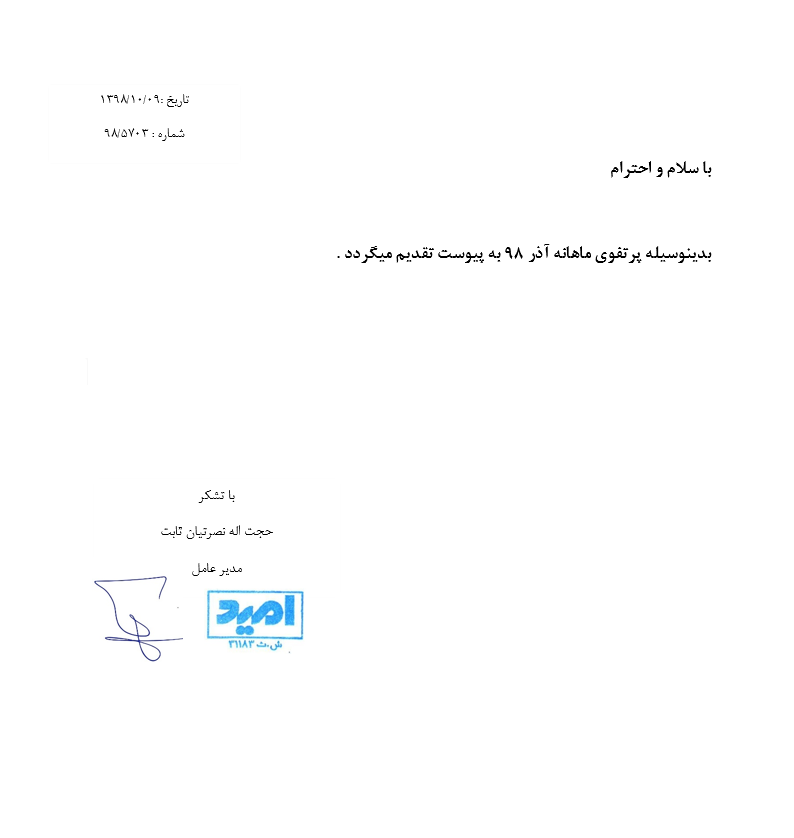 تاریخ :۱۳۹۸/۱۰/۰۹
شماره : ۹۸/۵۷۰۳
با سلام و احترام
بدینوسیله پرتفوی ماهانه آذر ۹۸ به پیوست تقدیم میگردد .
با تشکر
حجت اله نصرتیان ثابت
مدیر عامل
امید
ش.ث ۳۱۱۸۳